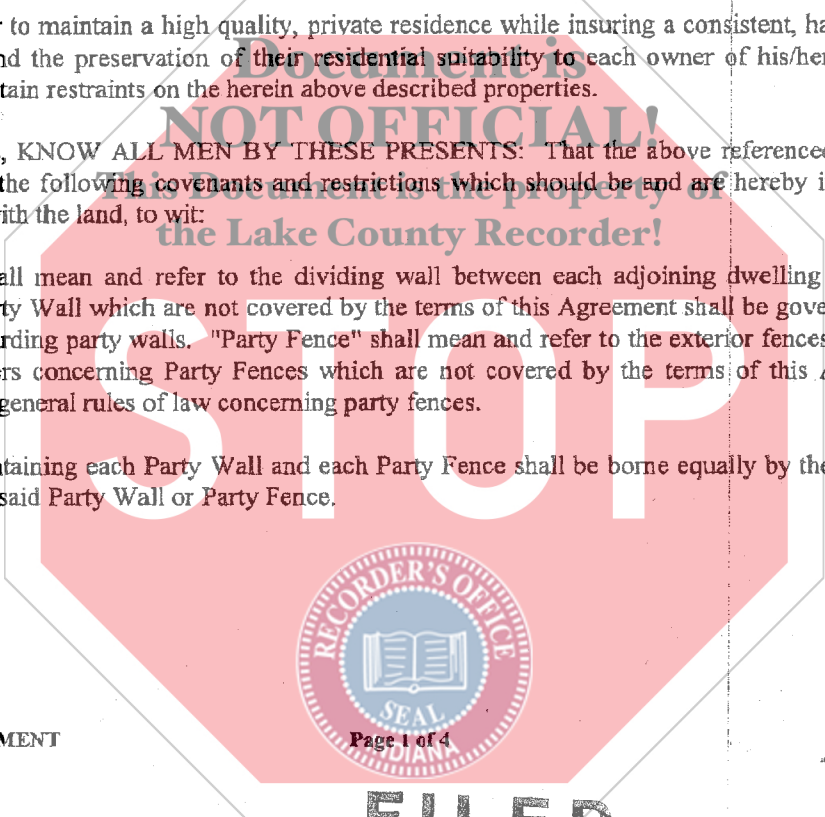 to maintain a high quality, private residence while insuring a consistent, ha
nd the preservation of their residential suitability to each owner of his/her
Document is
tain restraints on the herein above described properties.
NOT OFFICIAL!
, KNOW ALL MEN BY THESE PRESENTS: That the above referenced
the following covenants and restrictions which should be and are hereby i
This Document is the property of
ith the land, to wit:
the Lake County Recorder!
all mean and refer to the dividing wall between each adjoining dwelling
ty Wall which are not covered by the terms of this Agreement shall be gove
rding party walls. "Party Fence" shall mean and refer to the exterior fences
ers concerning Party Fences which are not covered by the terms of this A
general rules of law concerning party fences.
STOP
ntaining each Party Wall and each Party Fence shall be borne equally by the
said Party Wall or Party Fence.
RECORDER'S OFFICE
SEAL
INDIANA
MENT Page 1 of 4
FILED